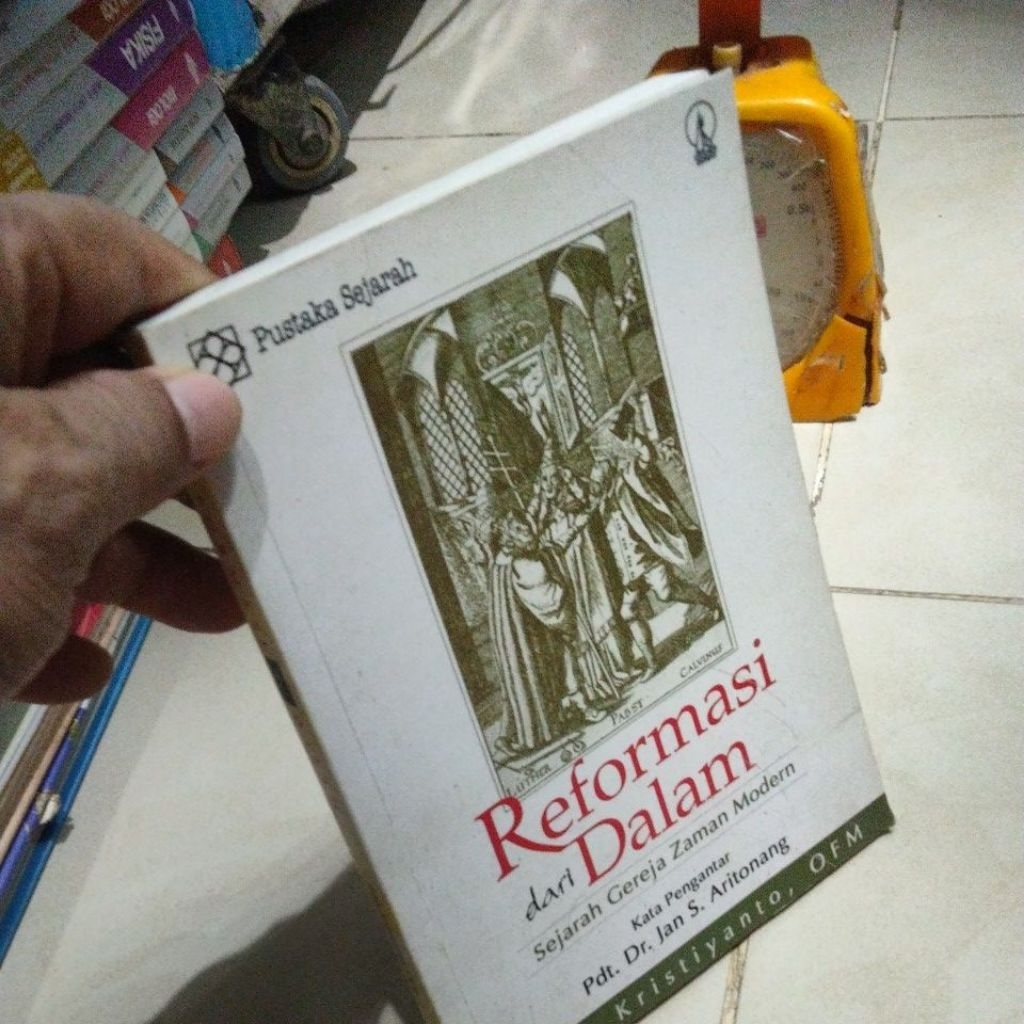 FISIKA
Pustaka Sejarah
LUTHER
PABST
CALVINUS
Reformasi
dari Dalam
Sejarah Gereja Zaman Modern
Kata Pengantar
Pdt. Dr. Jan S. Aritonang
Kristiyanto, OFM